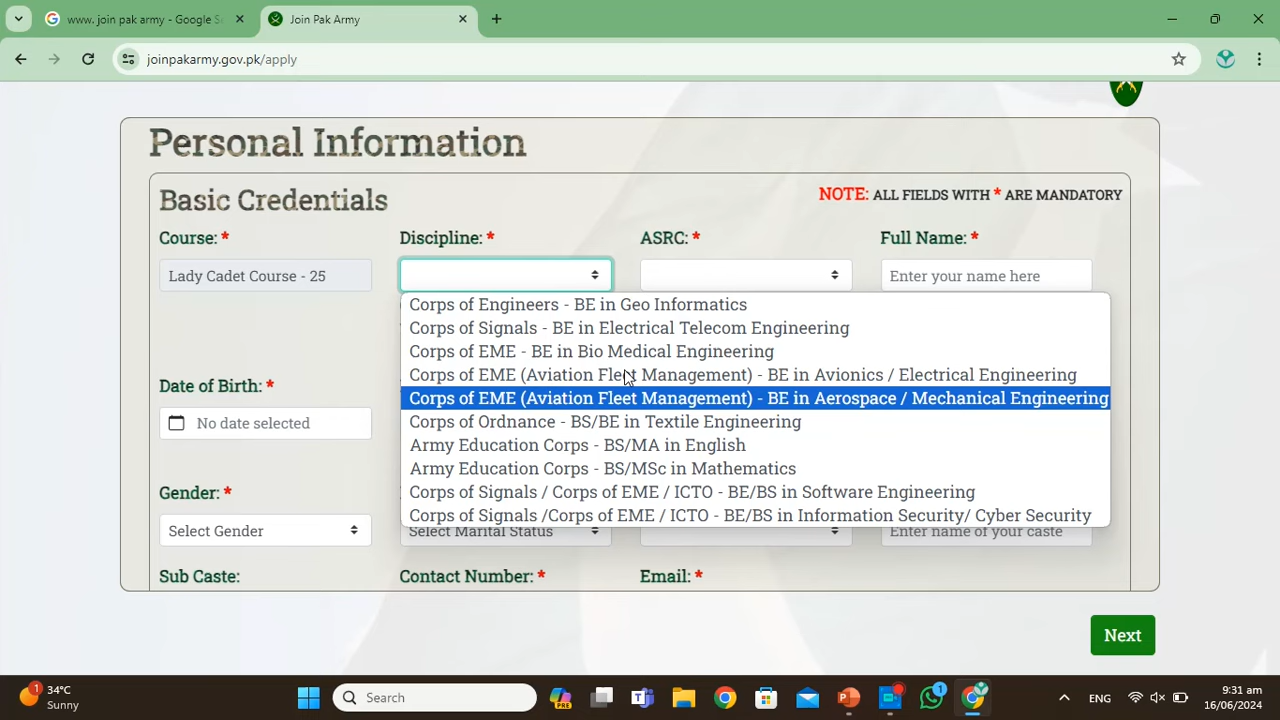 www. join pak army - Google S
Join Pak Army
joinpakarmy.gov.pk/apply
Personal Information
Basic Credentials
NOTE: ALL FIELDS WITH * ARE MANDATORY
Course: *
Discipline: *
ASRC: *
Full Name: *
Lady Cadet Course - 25
Enter your name here
Corps of Engineers - BE in Geo Informatics
Corps of Signals - BE in Electrical Telecom Engineering
Corps of EME - BE in Bio Medical Engineering
Corps of EME (Aviation Fleet Management) - BE in Avionics / Electrical Engineering
Corps of EME (Aviation Fleet Management) - BE in Aerospace / Mechanical Engineering
Corps of Ordnance - BS/BE in Textile Engineering
Army Education Corps - BS/MA in English
Army Education Corps - BS/MSc in Mathematics
Corps of Signals / Corps of EME / ICTO - BE/BS in Software Engineering
Corps of Signals /Corps of EME / ICTO - BE/BS in Information Security/ Cyber Security
Date of Birth: *
No date selected
Gender: *
Select Gender
Select Marital Status
Enter name of your caste
Sub Caste:
Contact Number: *
Email: *
Next
1
34°C
Sunny
Search
PRE
1
ENG
9:31 am
16/06/2024